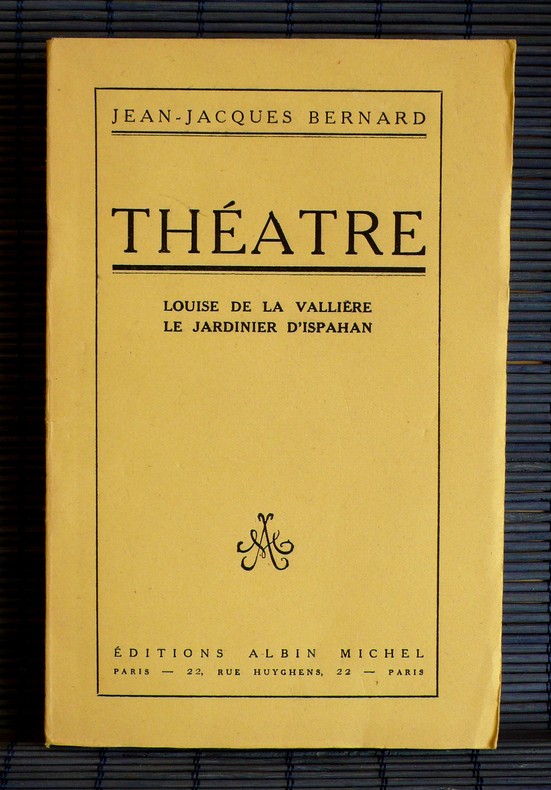 JEAN-JACQUES BERNARD
THÉATRE
LOUISE DE LA VALLIÈRE
LE JARDINIER D'ISPAHAN
AM
ÉDITIONS ALBIN MICHEL
PARIS — 22, RUE HUYGHENS, 22 — PARIS